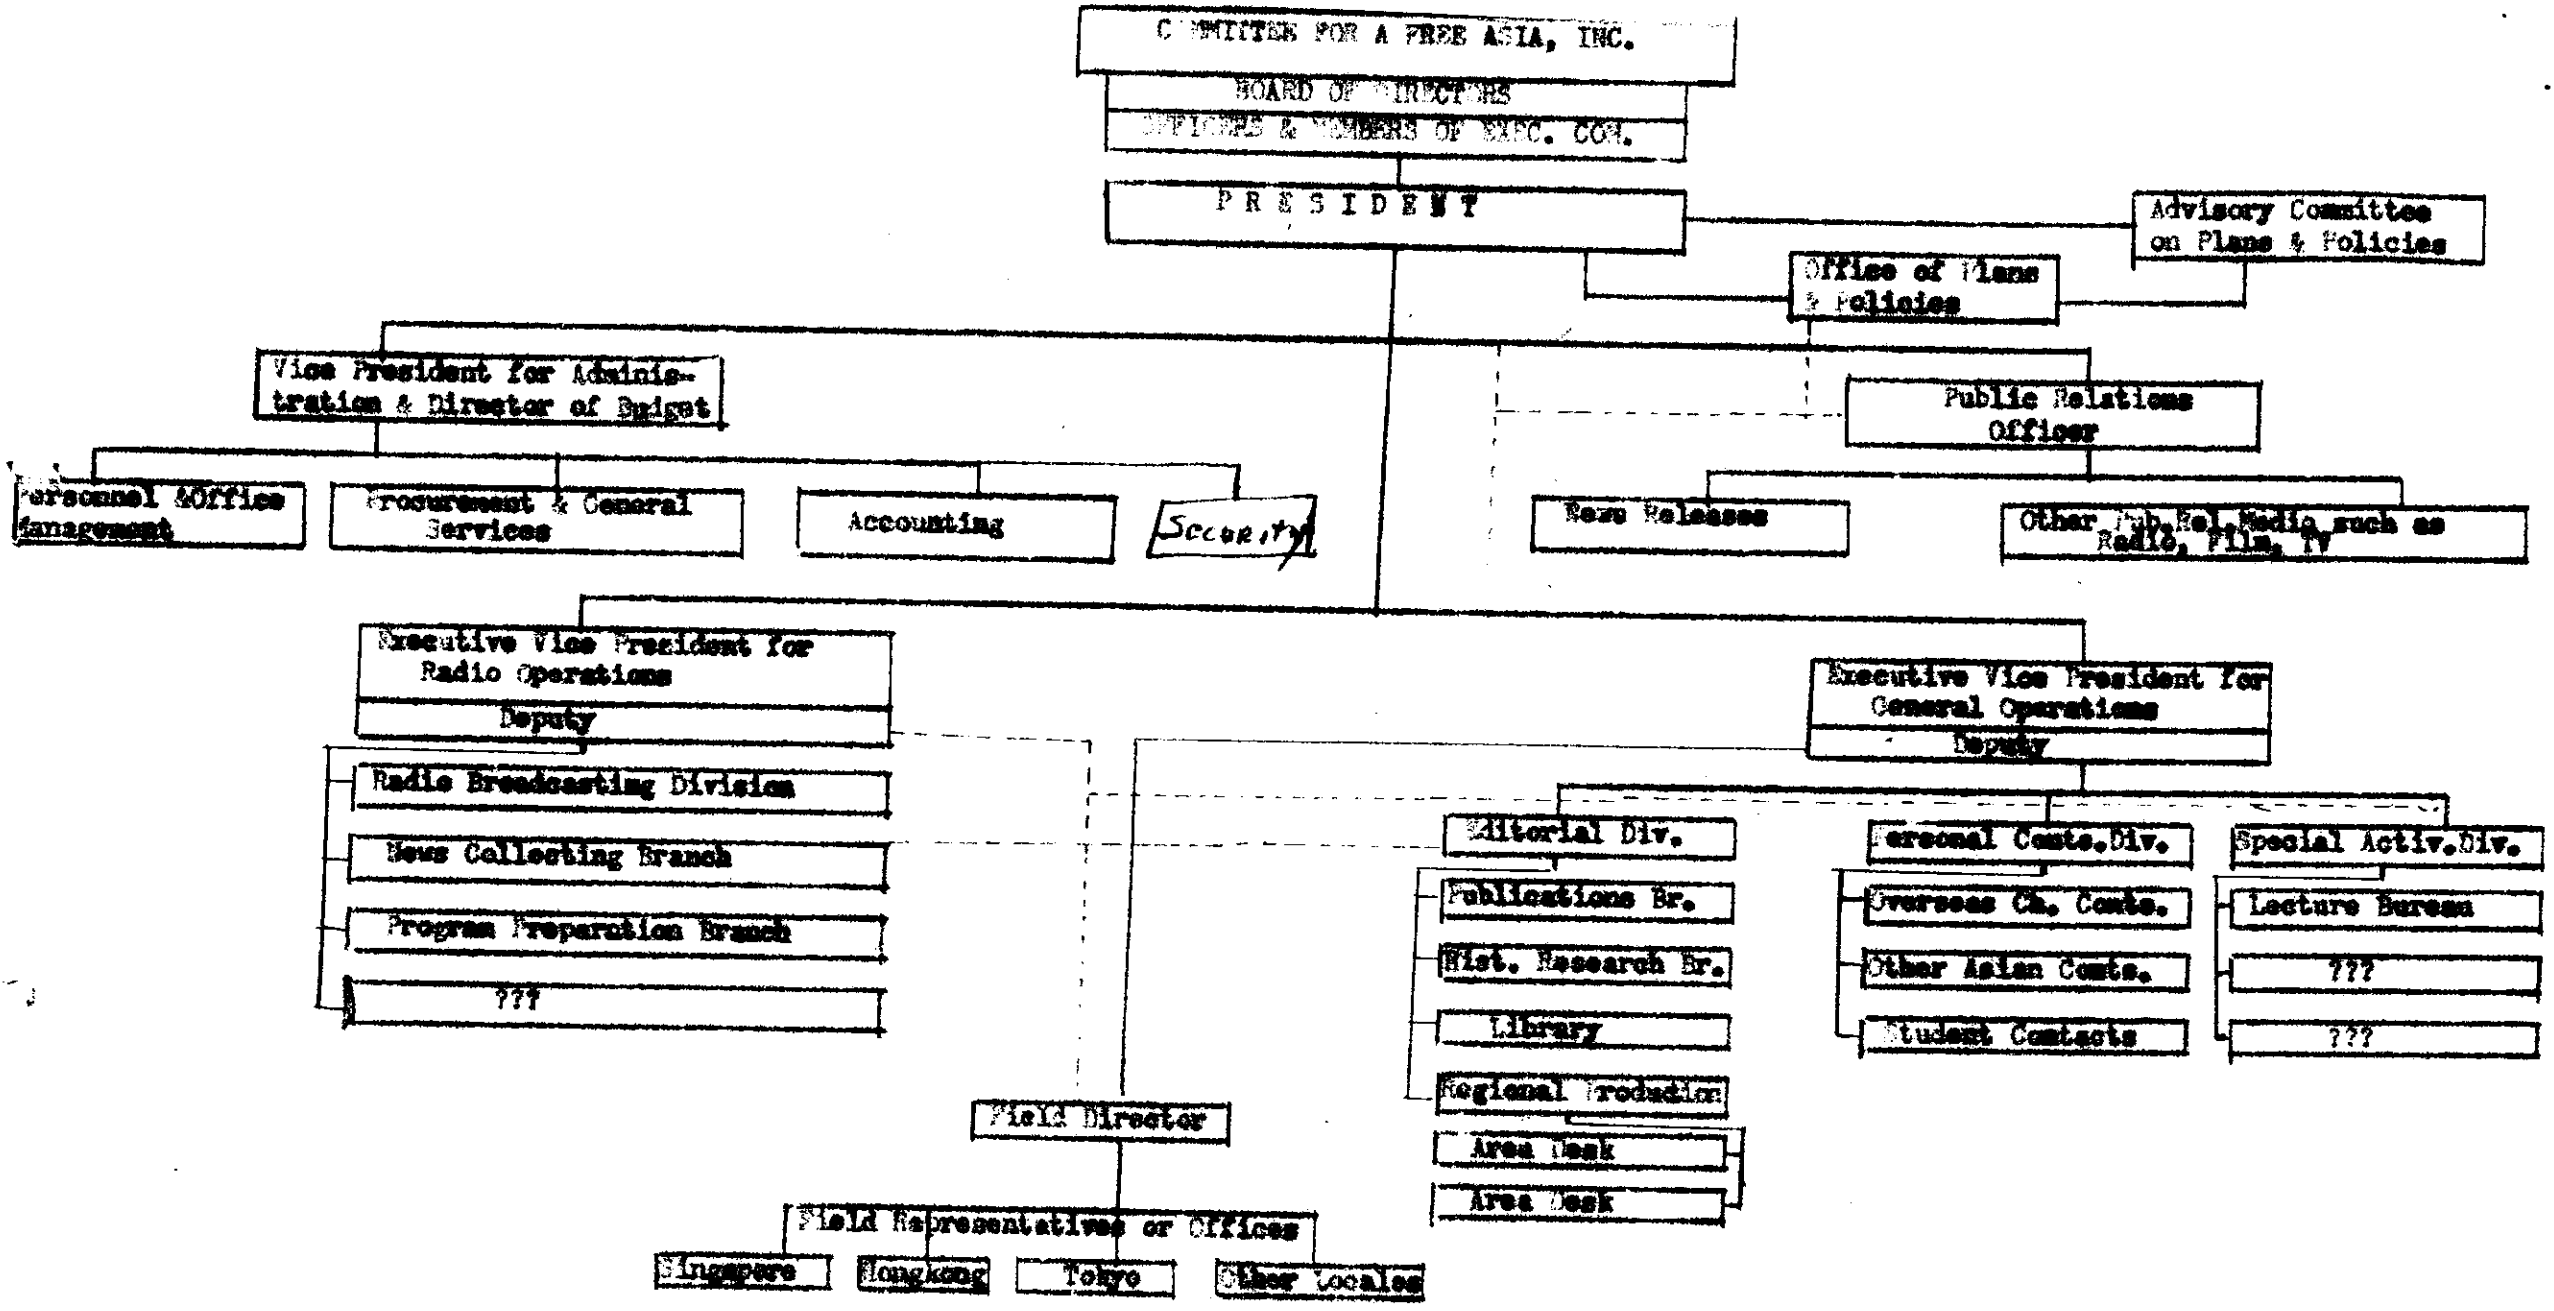 COMMITTEE FOR A FREE ASIA, INC.
BOARD OF DIRECTORS
OFFICERS & MEMBERS OF EXEC. COM.
PRESIDENT
Advisory Committee
on Plans & Policies
Office of Plans
& Policies
Vice President for Adminis-
tration & Director of Budget
Public Relations
Officer
Personnel &Office
Management
Procurement & General
Services
Accounting
Security
News Releases
Other Pub.Rel.Media such as
Radio, Film, TV
Executive Vice President for
Radio Operations
Deputy
Executive Vice President for
General Operations
Deputy
Radio Broadcasting Division
News Collecting Branch
Program Preparation Branch
???
Editorial Div.
Publications Br.
Hist. Research Br.
Library
Regional Production
Area Desk
Area Desk
Personal Conts.Div.
Overseas Ch. Conts.
Other Asian Conts.
Student Contacts
Special Activ.Div.
Lecture Bureau
???
???
Field Director
Field Representatives or Offices
Singapore
Hongkong
Tokyo
Other Locales